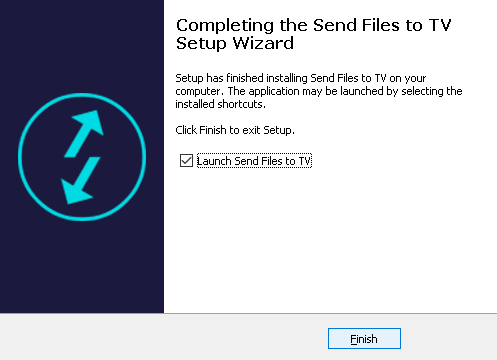 Completing the Send Files to TV
Setup Wizard
Setup has finished installing Send Files to TV on your
computer. The application may be launched by selecting the
installed shortcuts.
Click Finish to exit Setup.
Launch Send Files to TV
Finish